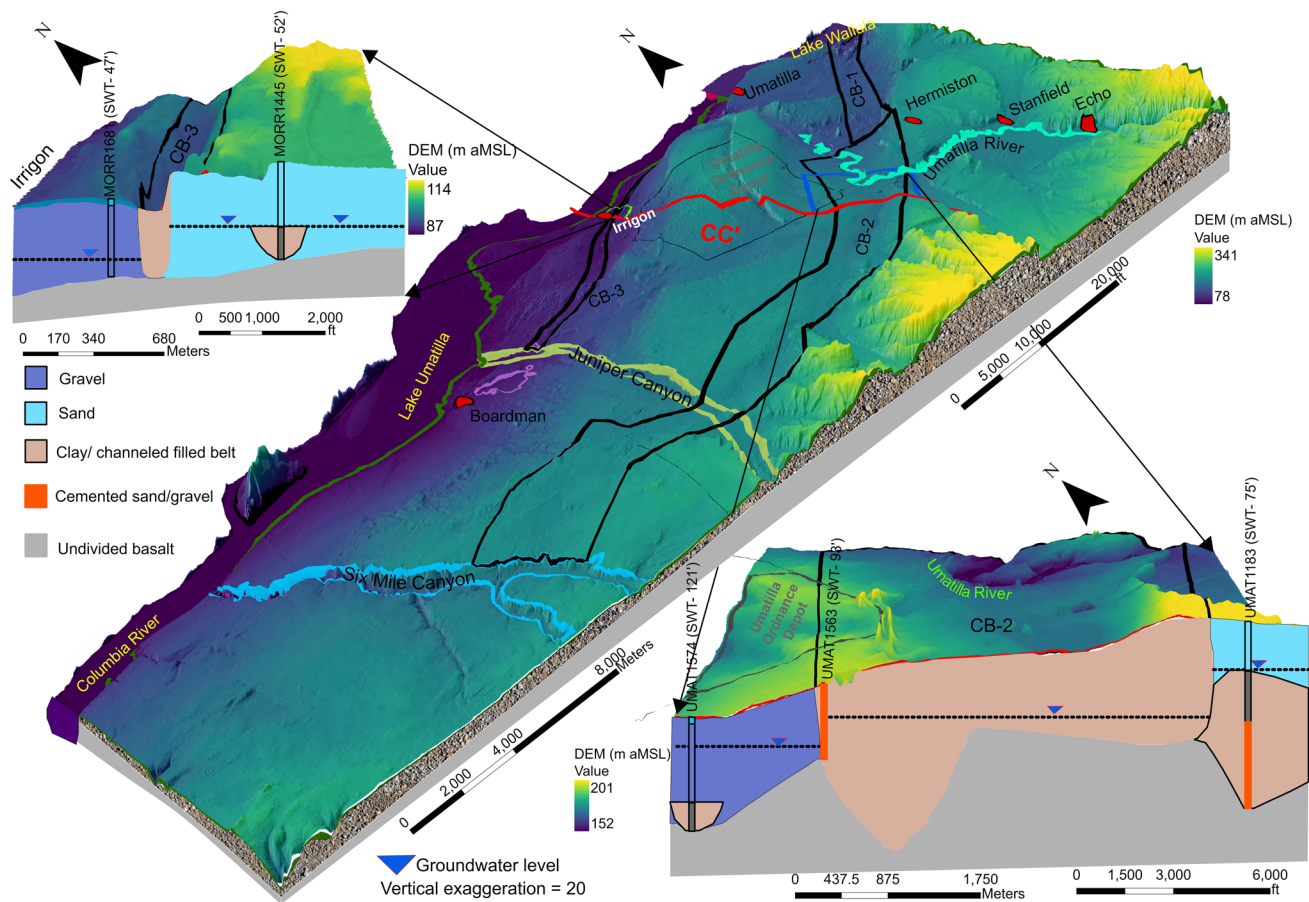 N
Irrigon
MORR1681 (SWT- 47')
CB-3
MORR1445 (SWT- 52')
DEM (m aMSL)
Value
114
87
0 170 340 680
Meters
0 500 1,000 2,000
ft
Gravel
Sand
Clay/ channeled filled belt
Cemented sand/gravel
Undivided basalt
N
Lake Wallula
Umatilla
CB-1
Hermiston
Stanfield
Echo
Umatilla River
Umatilla
Ordnance
Depot
Irrigon
CC'
CB-2
CB-3
Juniper Canyon
Lake Umatilla
Boardman
Six Mile Canyon
Columbia River
DEM (m aMSL)
Value
341
78
0 5,000 10,000 20,000
ft
0 2,000 4,000 8,000
Meters
N
UMAT1574 (SWT- 121')
Umatilla
Ordnance
Depot
UMAT1563 (SWT- 93')
Umatilla River
CB-2
UMAT1183 (SWT- 75')
DEM (m aMSL)
Value
201
152
Groundwater level
Vertical exaggeration = 20
0 437.5 875 1,750
Meters
0 1,500 3,000 6,000
ft